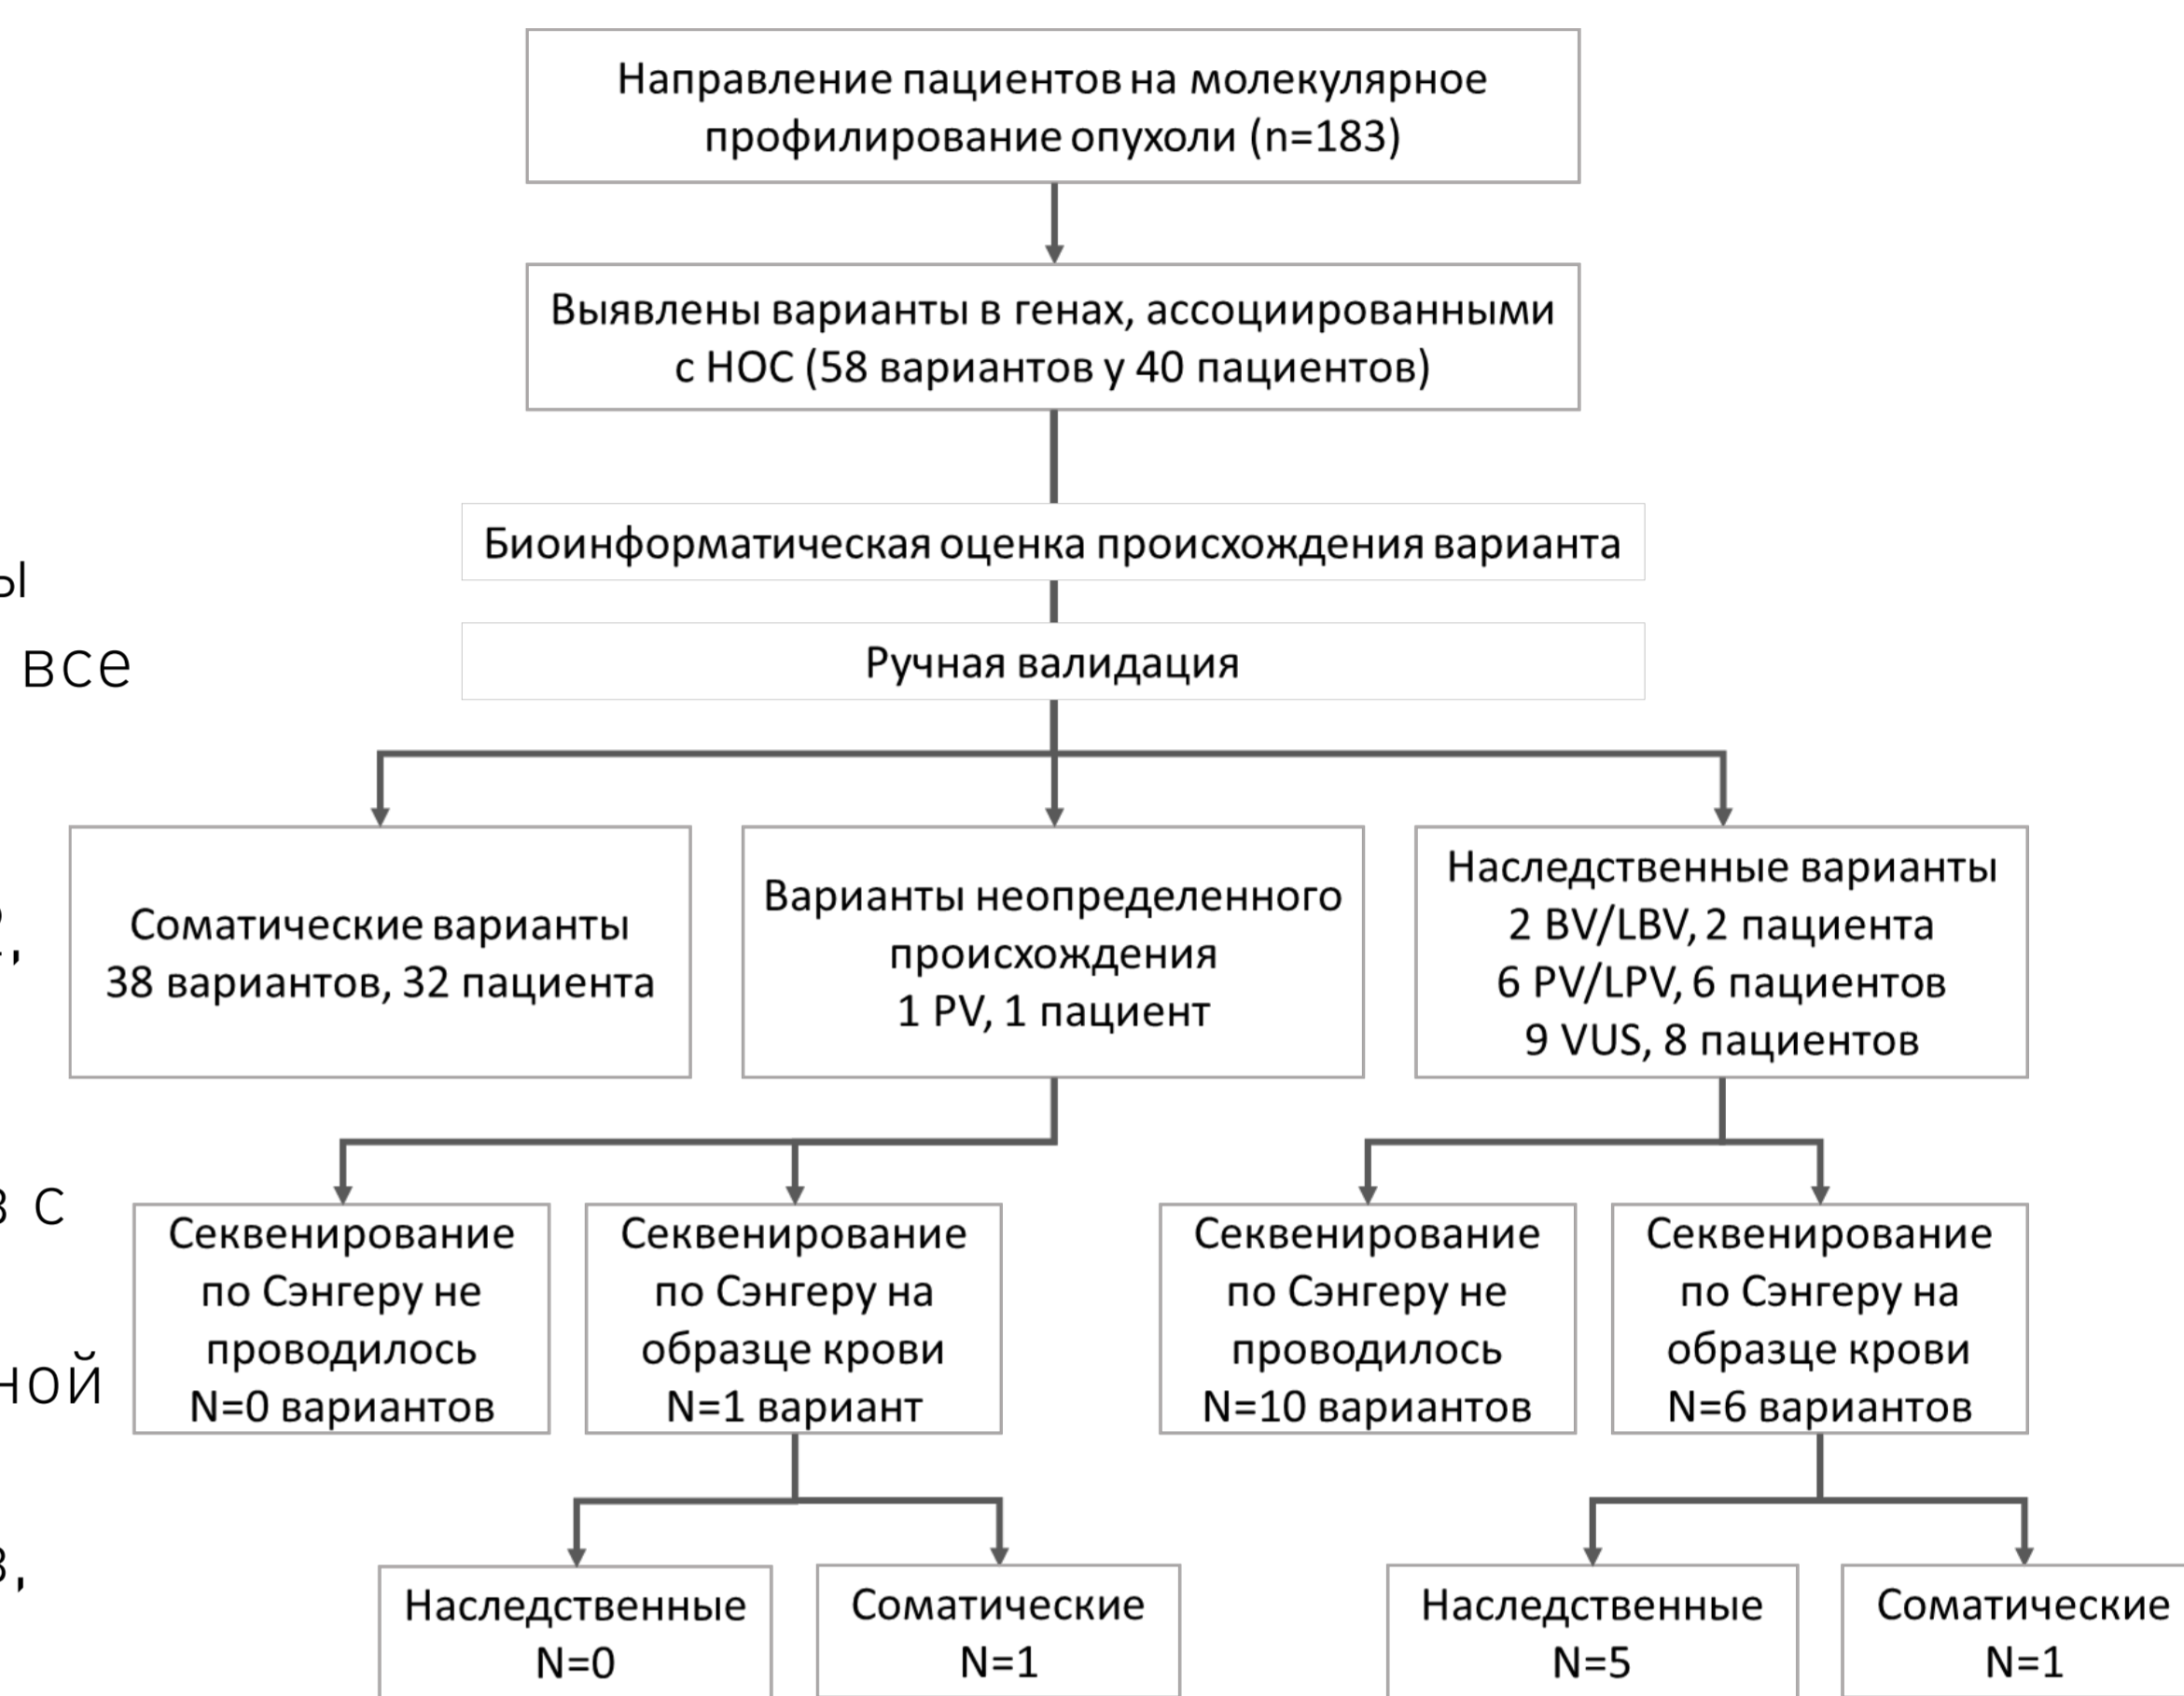 Направление пациентов на молекулярное
профилирование опухоли (n=183)
Выявлены варианты в генах, ассоциированными
с НОС (58 вариантов у 40 пациентов)
Биоинформатическая оценка происхождения варианта
ы
все
Ручная валидация
Соматические варианты
38 вариантов, 32 пациента
Варианты неопределенного
происхождения
1 PV, 1 пациент
Наследственные варианты
2 BV/LBV, 2 пациента
6 PV/LPV, 6 пациентов
9 VUS, 8 пациентов
в с
ной
Секвенирование
по Сэнгеру не
проводилось
N=0 вариантов
Секвенирование
по Сэнгеру на
образце крови
N=1 вариант
Секвенирование
по Сэнгеру не
проводилось
N=10 вариантов
Секвенирование
по Сэнгеру на
образце крови
N=6 вариантов
в,
Наследственные
N=0
Соматические
N=1
Наследственные
N=5
Соматические
N=1